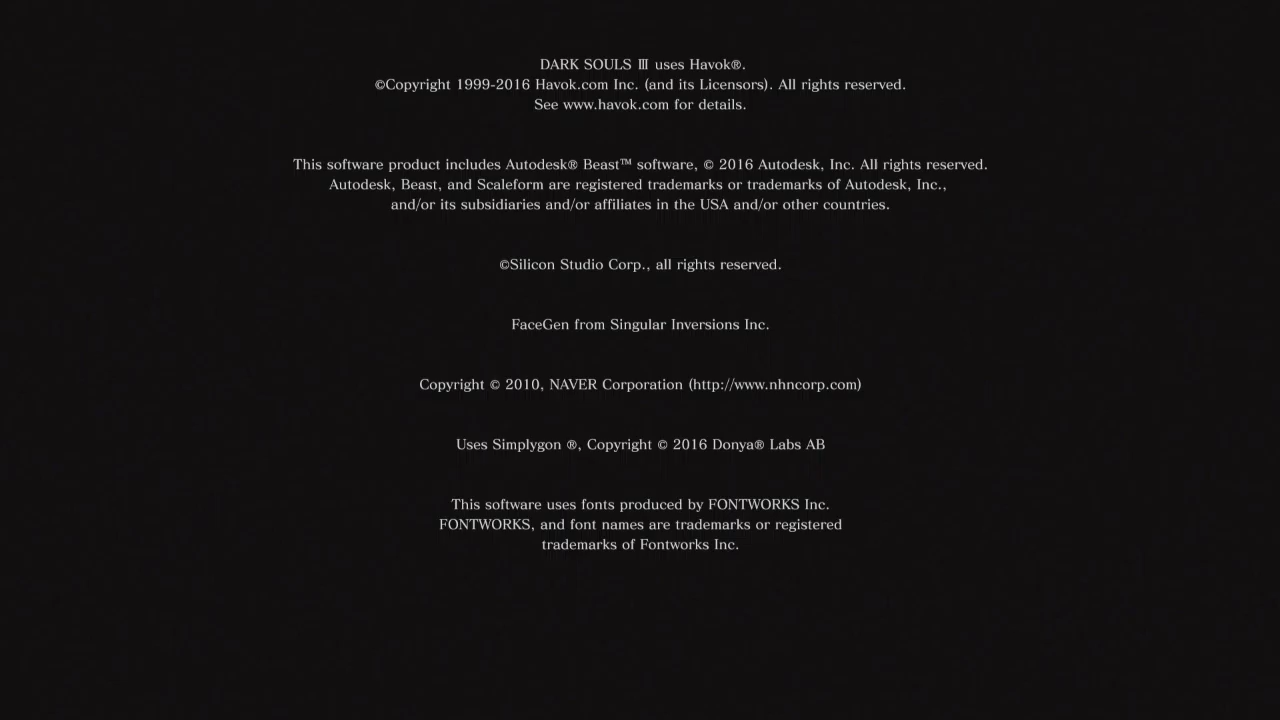 DARK SOULS Ⅲ uses Havok®.
©Copyright 1999-2016 Havok.com Inc. (and its Licensors). All rights reserved.
See www.havok.com for details.
This software product includes Autodesk® Beast™ software, © 2016 Autodesk, Inc. All rights reserved.
Autodesk, Beast, and Scaleform are registered trademarks or trademarks of Autodesk, Inc.,
and/or its subsidiaries and/or affiliates in the USA and/or other countries.
©Silicon Studio Corp., all rights reserved.
FaceGen from Singular Inversions Inc.
Copyright © 2010, NAVER Corporation (http://www.nhncorp.com)
Uses Simplygon ®, Copyright © 2016 Donya® Labs AB
This software uses fonts produced by FONTWORKS Inc.
FONTWORKS, and font names are trademarks or registered
trademarks of Fontworks Inc.